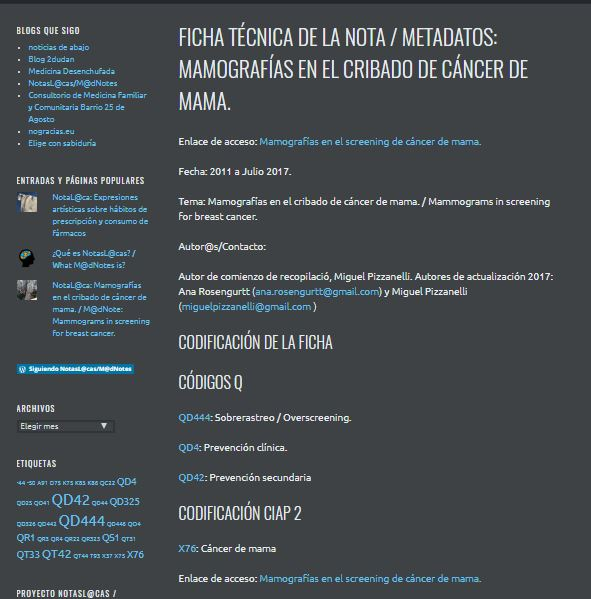 BLOGS QUE SIGO
noticias de abajo
Blog 2dudan
Medicina Desenchufada
NotasL@cas/M@dNotes
Consultorio de Medicina Familiar
y Comunitaria Barrio 25 de
Agosto
nogracias.eu
Elige con sabiduría
ENTRADAS Y PÁGINAS POPULARES
NotaL@ca: Expresiones
artísticas sobre hábitos de
prescripción y consumo de
fármacos
¿Qué es NotasL@cas? /
What M@dNotes is?
NotaL@ca: Mamografías
en el cribado de cáncer de
mama. / M@dNote:
Mammograms in screening
for breast cancer.
Siguiendo NotasL@cas/M@dNotes
ARCHIVOS
Elegir mes
ETIQUETAS
-44 -50 A91 D75 K75 K85 K86 QC22 QD4
QD25 QD41 QD42 QD44 QD325
QD326 QD442 QD444 QD446 QO4
QR1 QR3 QR4 QR22 QR323 QS1 QT31
QT33 QT42 QT44 T93 X37 X75 X76
PROYECTO NOTASL@CAS /
FICHA TÉCNICA DE LA NOTA / METADATOS:
MAMOGRAFÍAS EN EL CRIBADO DE CÁNCER DE
MAMA.
Enlace de acceso: Mamografías en el screening de cáncer de mama.
Fecha: 2011 a Julio 2017.
Tema: Mamografías en el cribado de cáncer de mama. / Mammograms in screening
for breast cancer.
Autor@s/Contacto:
Autor de comienzo de recopilació, Miguel Pizzanelli. Autores de actualización 2017:
Ana Rosengurtt (ana.rosengurtt@gmail.com) y Miguel Pizzanelli
(miguelpizzanelli@gmail.com )
CODIFICACIÓN DE LA FICHA
CÓDIGOS Q
QD444: Sobrerastreo / Overscreening.
QD4: Prevención clínica.
QD42: Prevención secundaria
CODIFICACIÓN CIAP 2
X76: Cáncer de mama
Enlace de acceso: Mamografías en el screening de cáncer de mama.